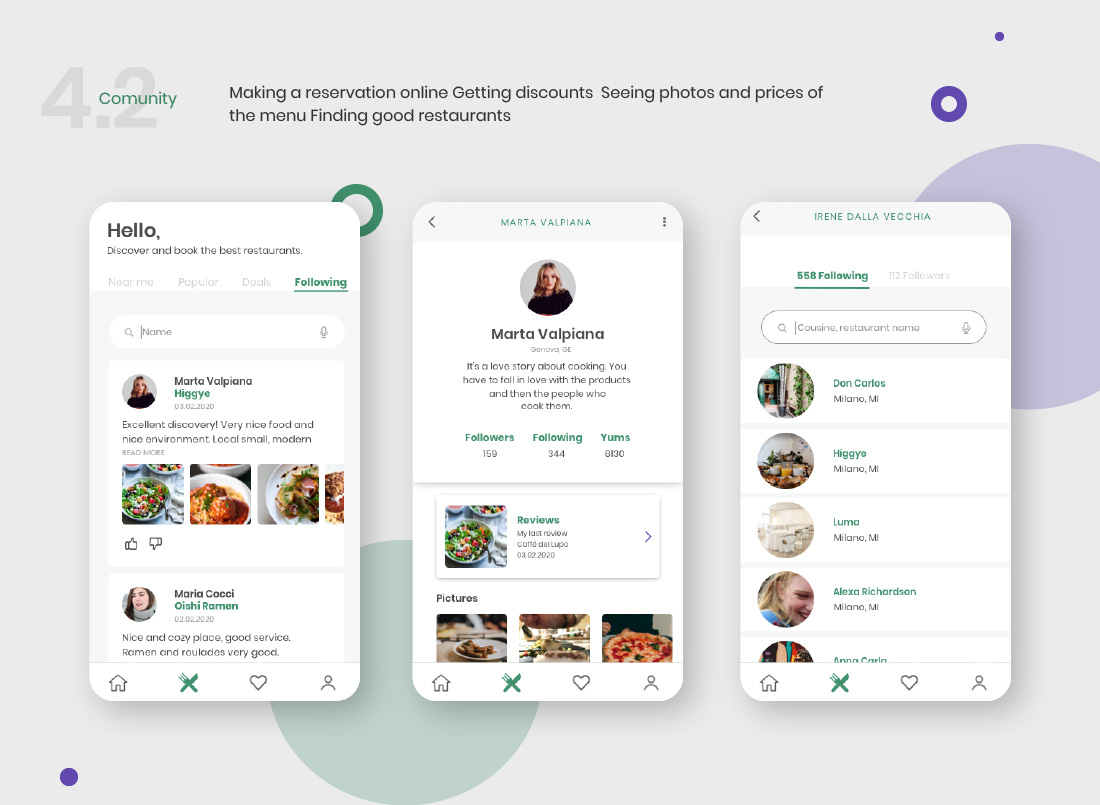 4.2
Comunity
Making a reservation online Getting discounts  Seeing photos and prices of
the menu Finding good restaurants
Hello,
Discover and book the best restaurants.
Near me Popular Deals Following
Name
Marta Valpiana
Higgye
03.02.2020
Excellent discovery! Very nice food and
nice environment. Local small, modern
READ MORE
Maria Cocci
Oishi Ramen
02.02.2020
Nice and cozy place, good service.
Ramen and roulades very good.
MARTA VALPIANA
Marta Valpiana
Genova, GE
It's a love story about cooking. You
have to fall in love with the products
and then the people who
cook them.
Followers Following Yums
159 344 6130
Reviews
My last review
Caffé del Lupo
03.02.2020
Pictures
IRENE DALLA VECCHIA
558 Following 112 Followers
Cousine, restaurant name
Don Carlos
Milano, MI
Higgye
Milano, MI
Luma
Milano, MI
Alexa Richardson
Milano, MI
Anna Carla